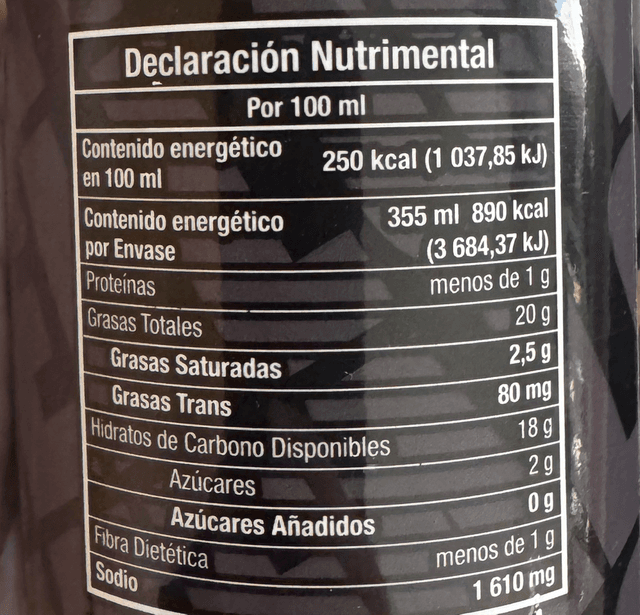 Declaración Nutrimental
Por 100 ml
Contenido energético
en 100 ml 250 kcal (1 037,85 kJ)
Contenido energético 355 ml 890 kcal
por Envase (3 684,37 kJ)
Proteínas menos de 1 g
Grasas Totales 20 g
Grasas Saturadas 2,5 g
Grasas Trans 80 mg
Hidratos de Carbono Disponibles 18 g
Azúcares 2 g
Azúcares Añadidos 0 g
Fibra Dietética menos de 1 g
Sodio 1 610 mg